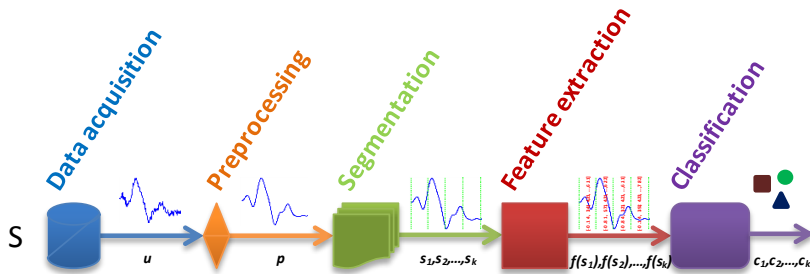 Data acquisition
Preprocessing
Segmentation
Feature extraction
Classification
S
u
p
s1,s2,...,sk
f(s1),f(s2),...,f(sk)
c1,c2,...,ck